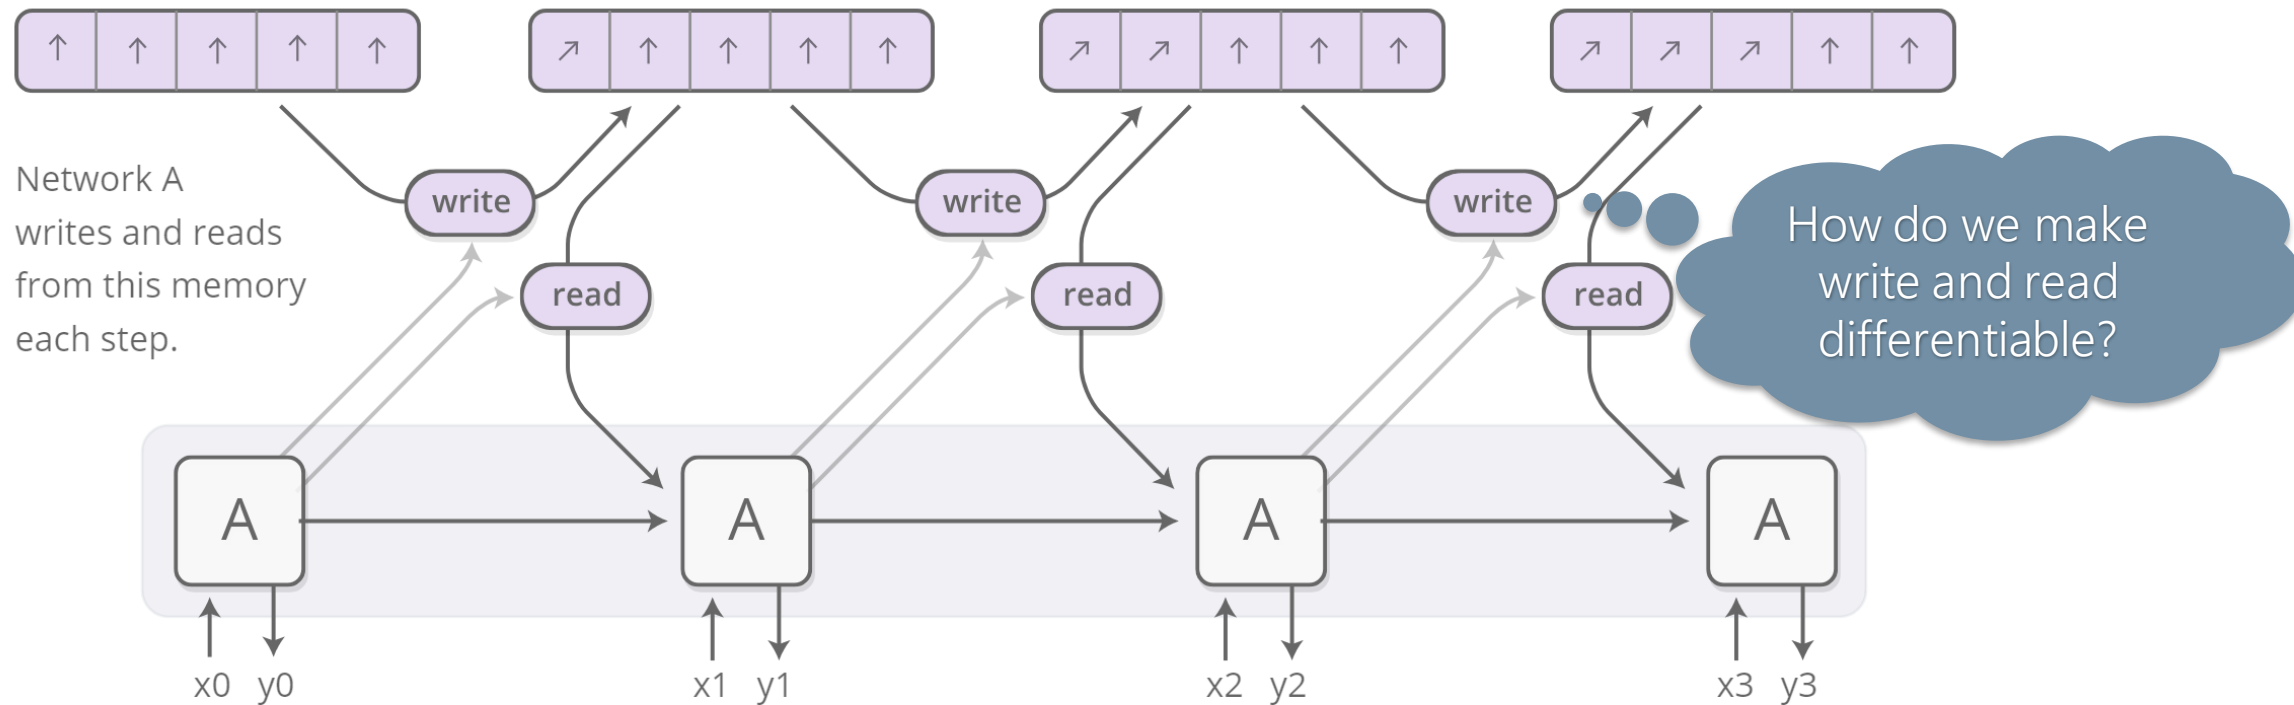 Network A
writes and reads
from this memory
each step.
write
write
write
read
read
read
How do we make
write and read
differentiable?
A
A
A
A
x0 y0
x1 y1
x2 y2
x3 y3